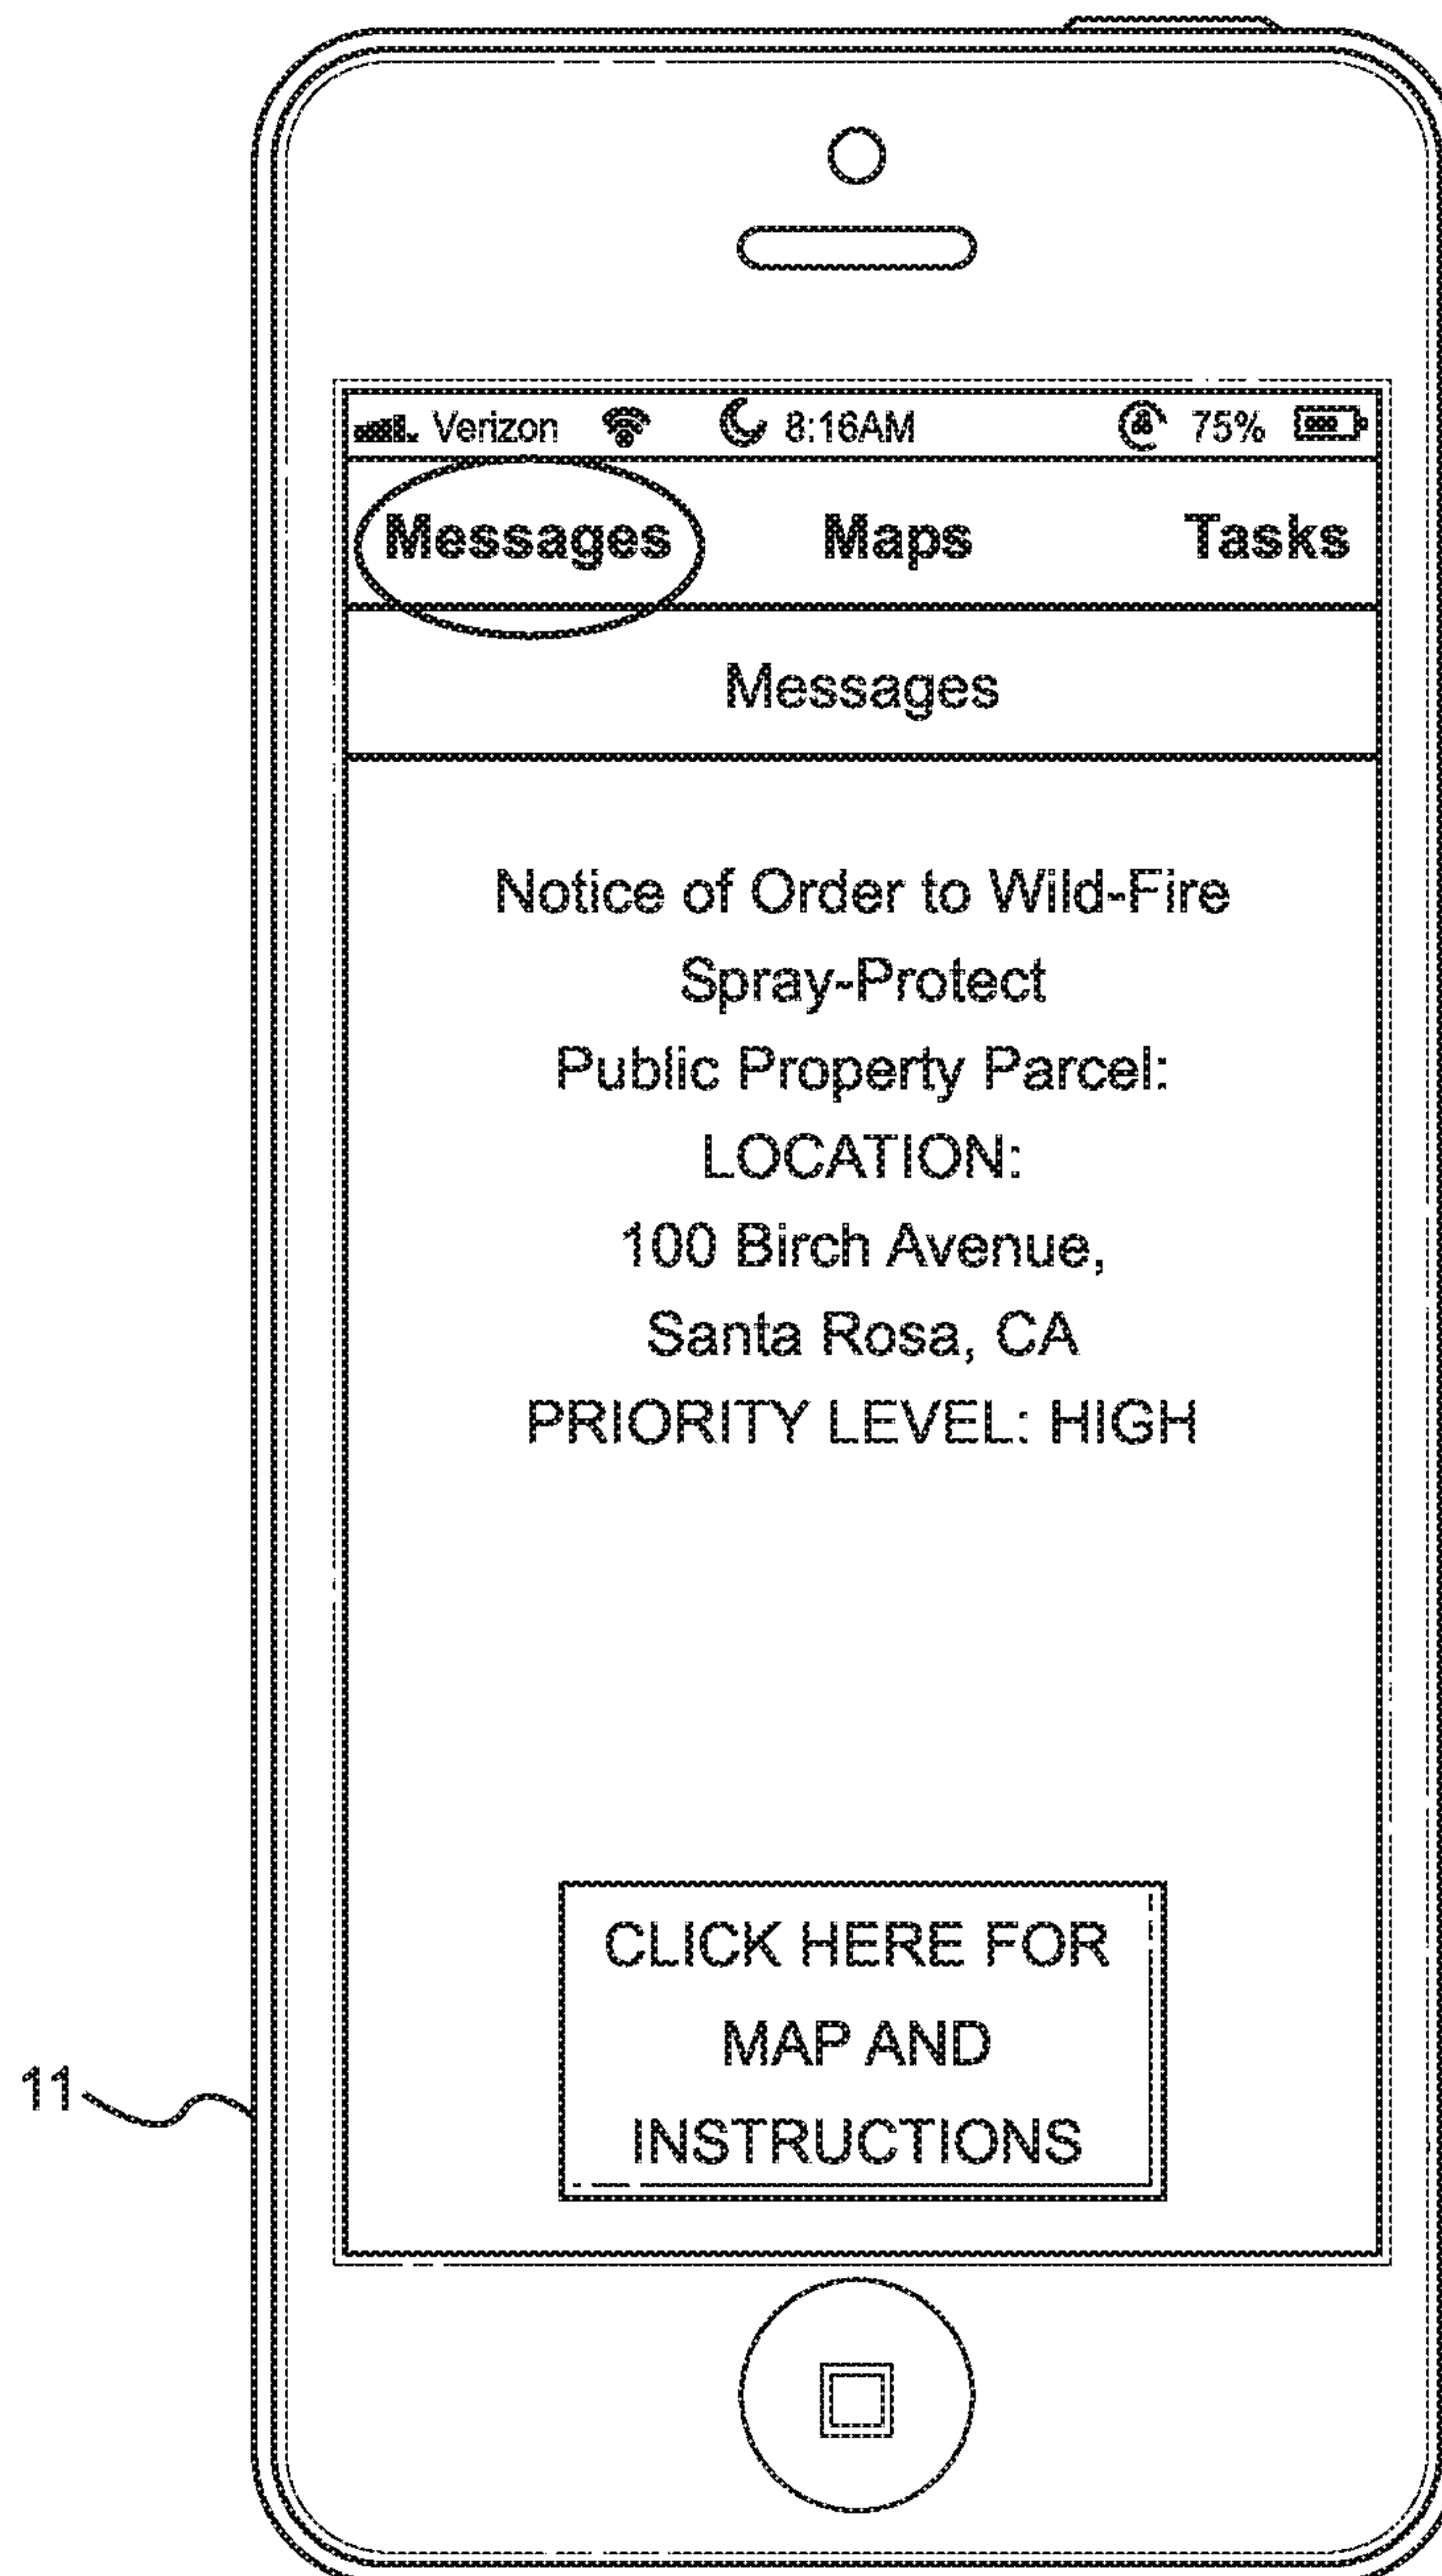 Verizon 8:16AM 75%
Messages Maps Tasks
Messages
Notice of Order to Wild-Fire
Spray-Protect
Public Property Parcel:
LOCATION:
100 Birch Avenue,
Santa Rosa, CA
PRIORITY LEVEL: HIGH
CLICK HERE FOR
MAP AND
INSTRUCTIONS
11